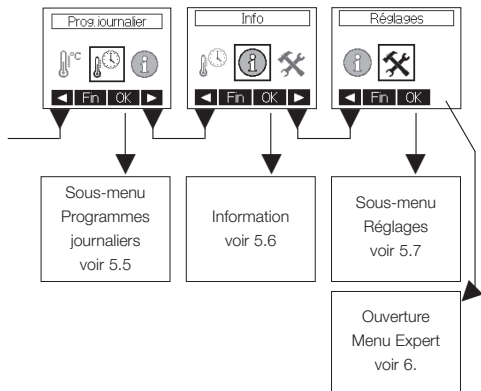 Prog. journalier
Info
Réglages
°C
◄ Fin OK ►
◄ Fin OK ►
◄ Fin OK
Sous-menu
Programmes
journaliers
voir 5.5
Information
voir 5.6
Sous-menu
Réglages
voir 5.7
Ouverture
Menu Expert
voir 6.